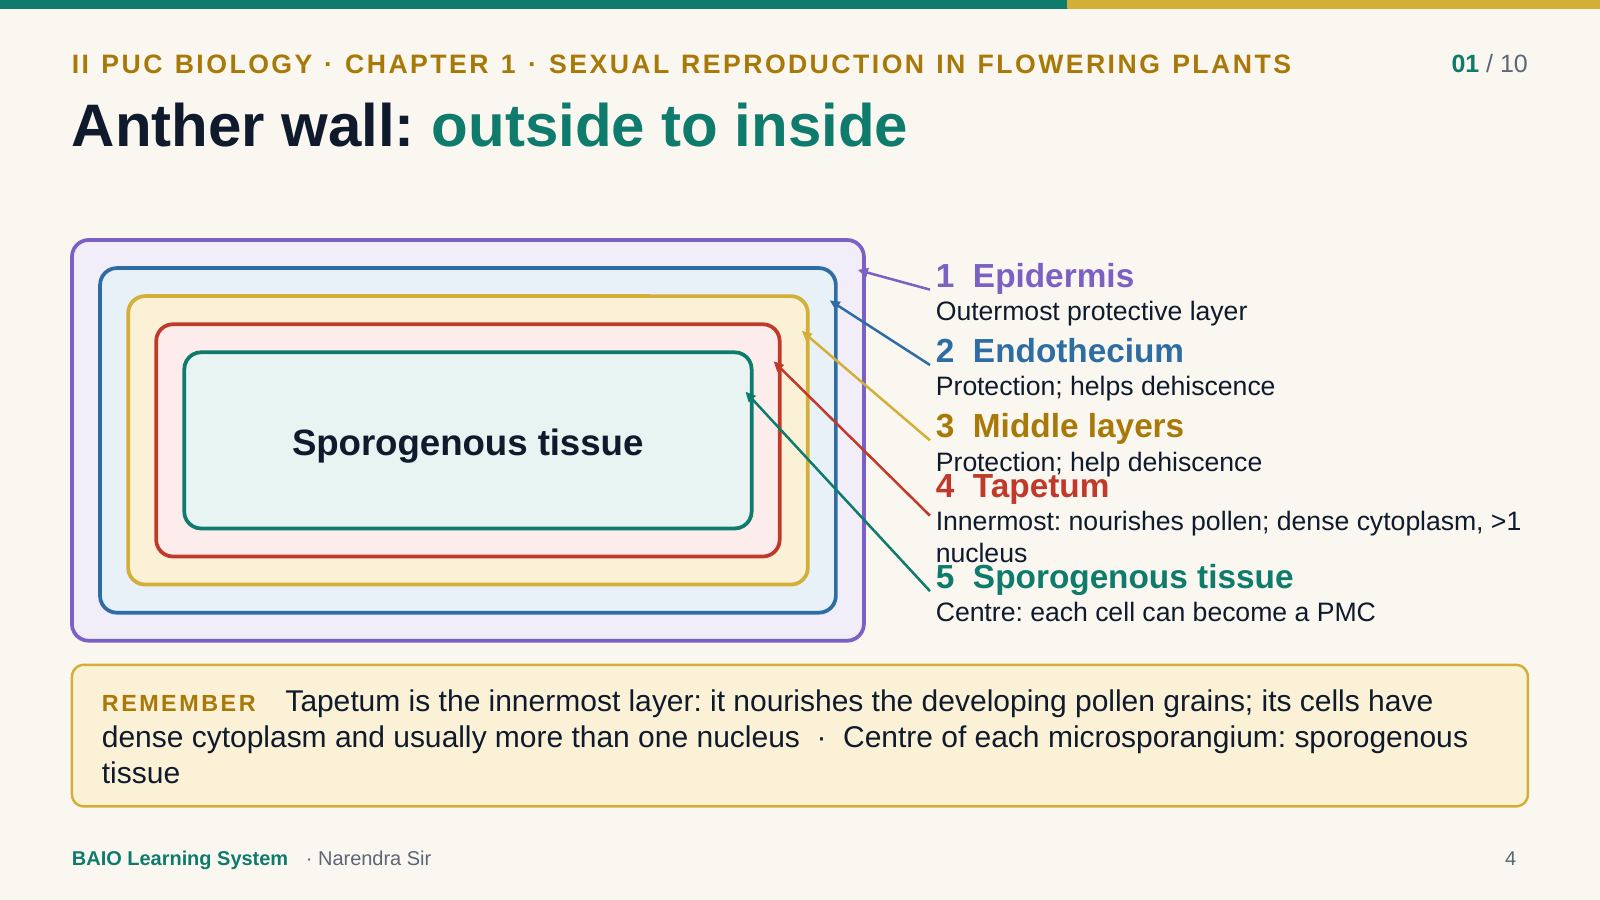 II PUC BIOLOGY · CHAPTER 1 · SEXUAL REPRODUCTION IN FLOWERING PLANTS
01 / 10
Anther wall: outside to inside
Sporogenous tissue
1 Epidermis
Outermost protective layer
2 Endothecium
Protection; helps dehiscence
3 Middle layers
Protection; help dehiscence
4 Tapetum
Innermost: nourishes pollen; dense cytoplasm, >1
nucleus
5 Sporogenous tissue
Centre: each cell can become a PMC
REMEMBER Tapetum is the innermost layer: it nourishes the developing pollen grains; its cells have
dense cytoplasm and usually more than one nucleus · Centre of each microsporangium: sporogenous
tissue
BAIO Learning System · Narendra Sir
4